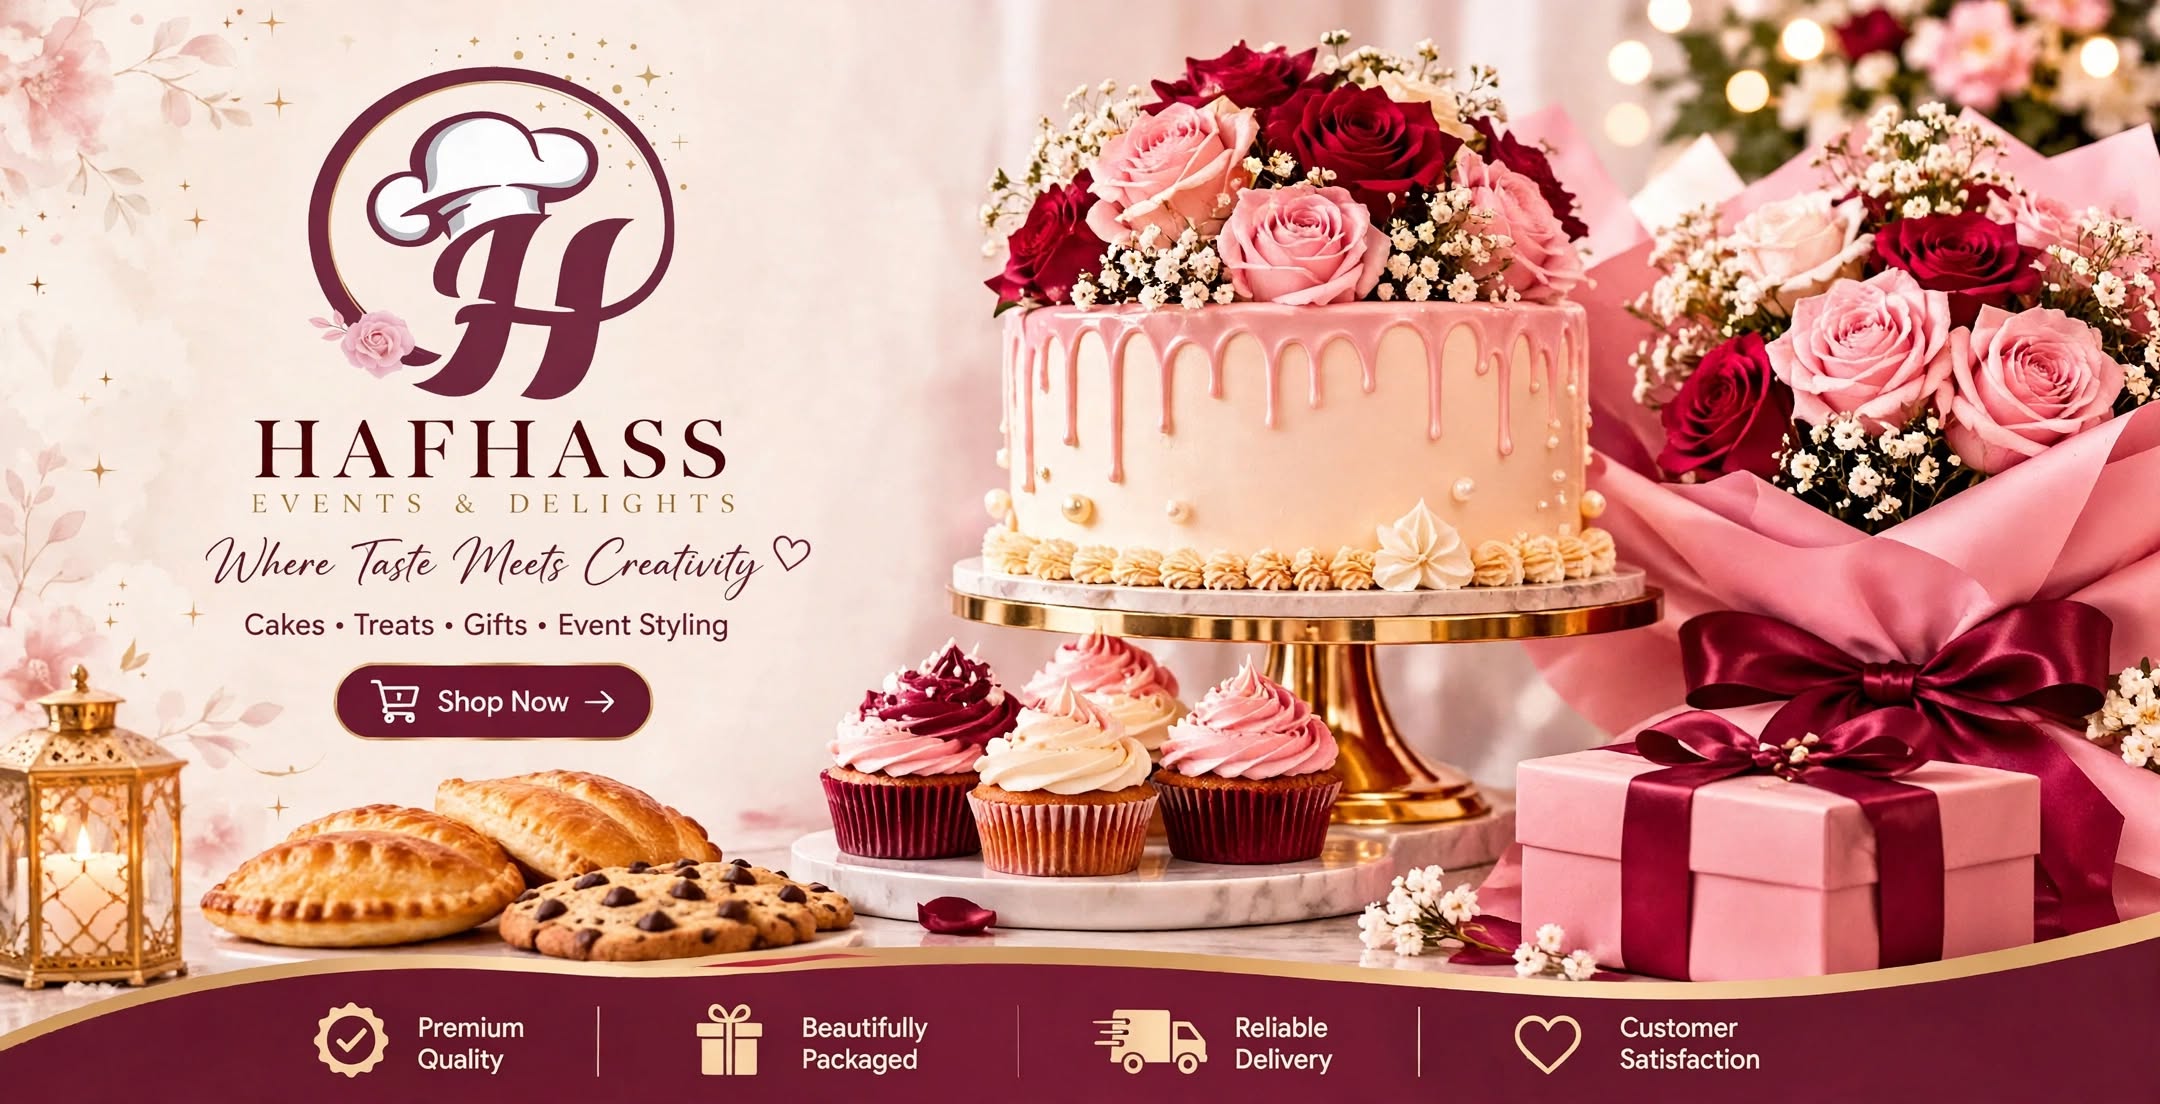 H
HAFHASS
EVENTS & DELIGHTS
Where Taste Meets Creativity
Cakes • Treats • Gifts • Event Styling
Shop Now →
Premium
Quality
Beautifully
Packaged
Reliable
Delivery
Customer
Satisfaction